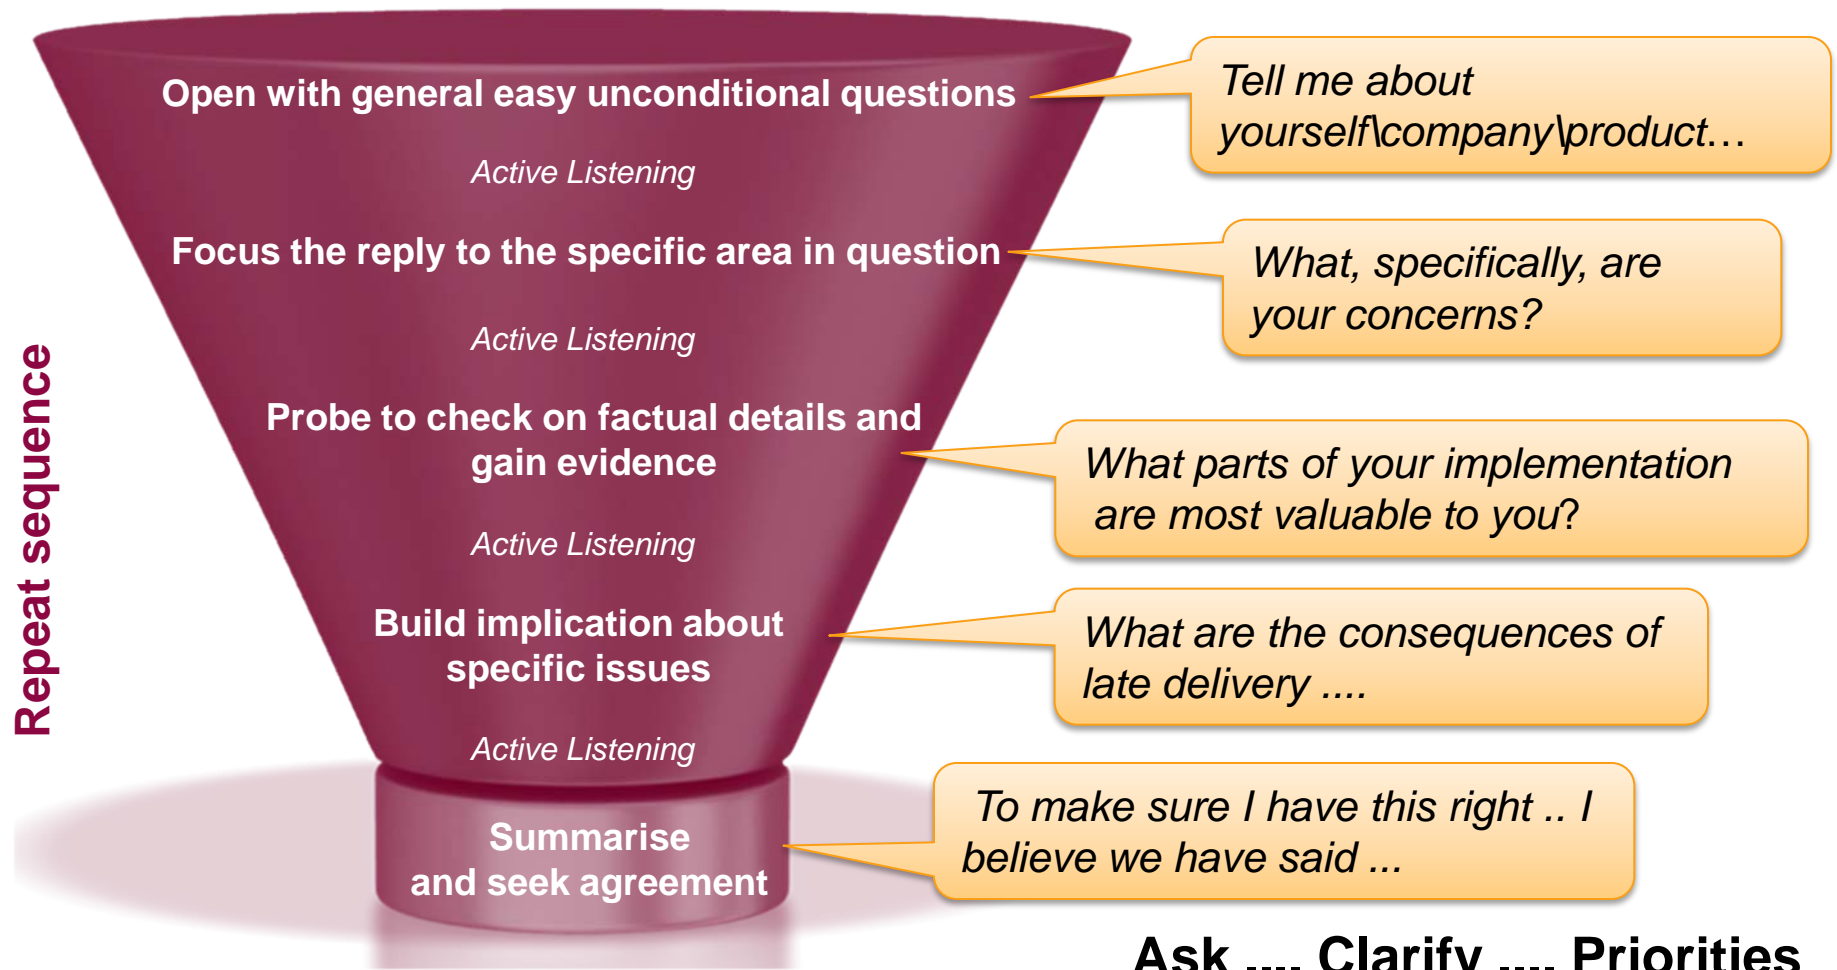 Open with general easy unconditional questions
Tell me about
yourself\company\product...
Active Listening
Focus the reply to the specific area in question
What, specifically, are
your concerns?
Active Listening
Probe to check on factual details and
gain evidence
What parts of your implementation
are most valuable to you?
Active Listening
Build implication about
specific issues
What are the consequences of
late delivery ....
Active Listening
Summarise
and seek agreement
To make sure I have this right .. I
believe we have said ...
Repeat sequence
Ask .... Clarify .... Priorities